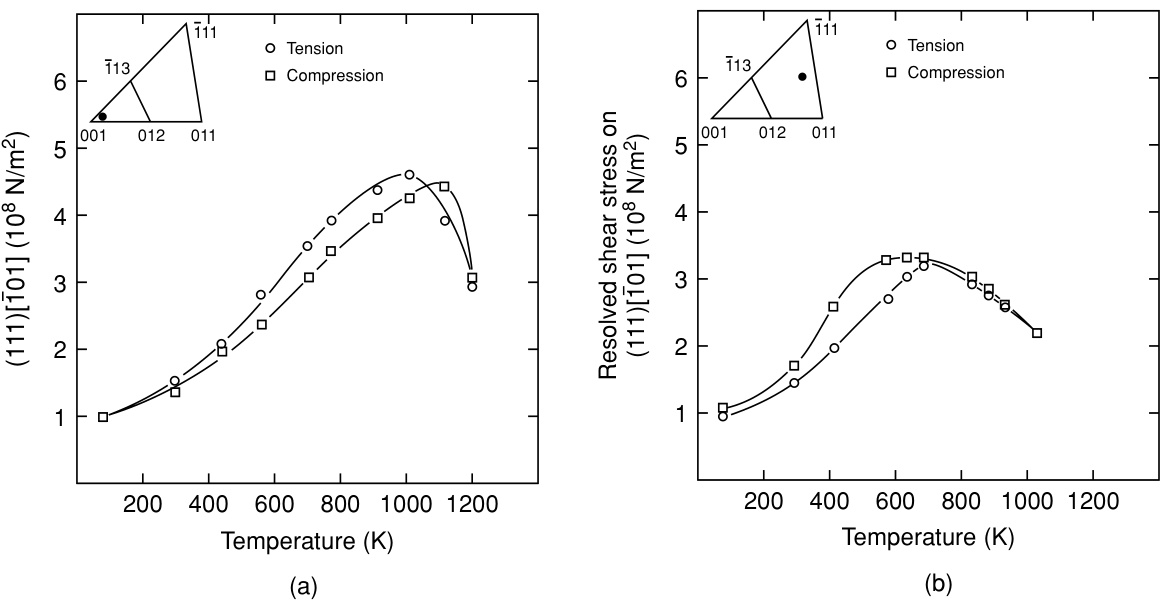 1̄11
1̄13
001
012
011
Tension
Compression
6
5
4
3
2
1
(111)[1̄01] (10⁸ N/m²)
200 400 600 800 1000 1200
Temperature (K)
(a)
1̄11
1̄13
001
012
011
Tension
Compression
6
5
4
3
2
1
Resolved shear stress on
(111)[1̄01] (10⁸ N/m²)
200 400 600 800 1000 1200
Temperature (K)
(b)